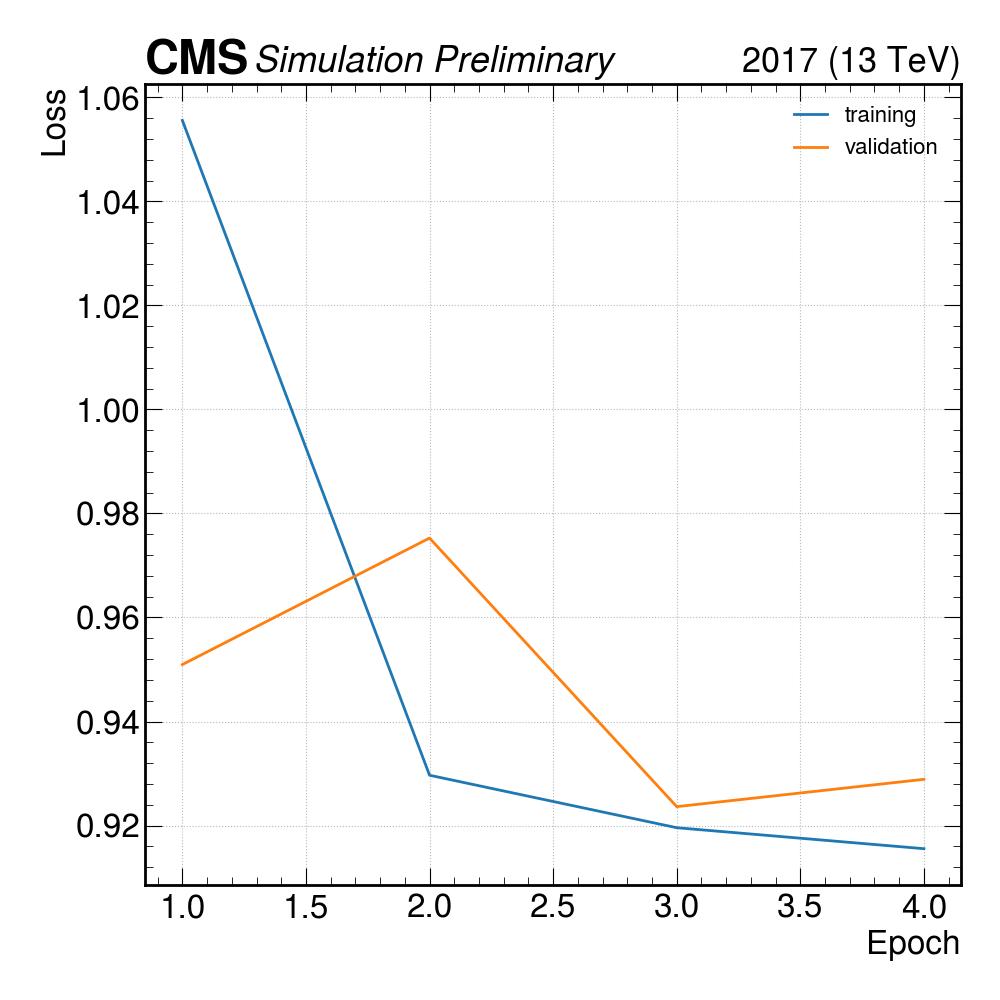 CMS Simulation Preliminary 2017 (13 TeV)
Loss
1.06
1.04
1.02
1.00
0.98
0.96
0.94
0.92
training
validation
1.0 1.5 2.0 2.5 3.0 3.5 4.0
Epoch